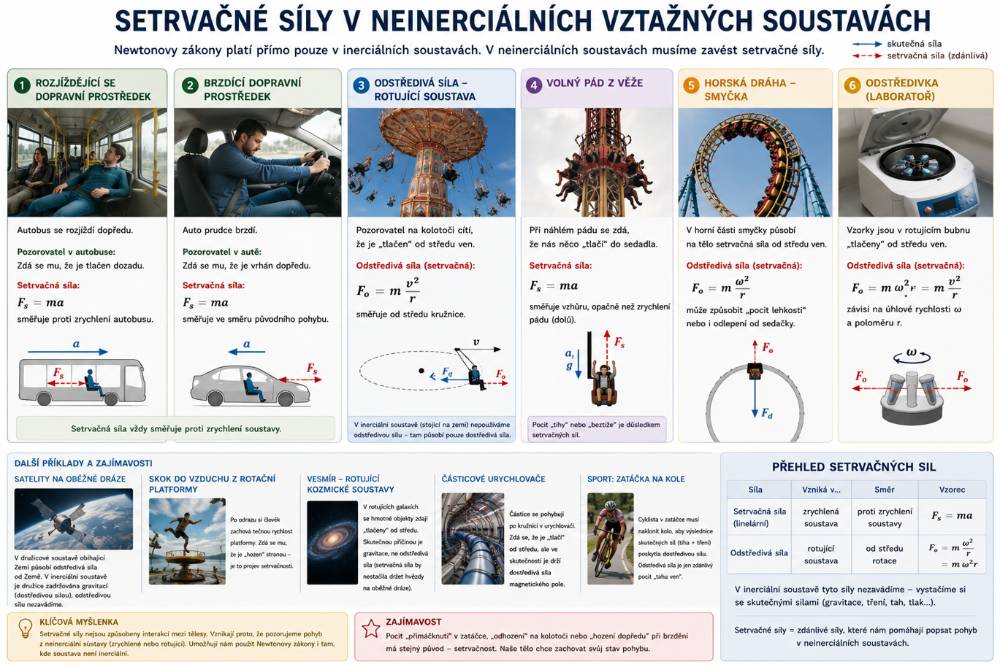 SETRVAČNÉ SÍLY V NEINERCIÁLNÍCH VZTAŽNÝCH SOUSTAVÁCH
Newtonovy zákony platí přímo pouze v inerciálních soustavách. V neinerciálních soustavách musíme zavést setrvačné síly.
skutečná síla
setrvačná sila (zdánlivá)
1 ROZJÍŽDĚJÍCÍ SE
DOPRAVNÍ PROSTŘEDEK
Autobus se rozjíždí dopředu.
Pozorovatel v autobuse:
Zdá se mu, že je tlačen dozadu.
Setrvačná síla:
F_s = ma
směřuje proti zrychlení autobusu.
a
F_s
2 BRZDÍCÍ DOPRAVNÍ
PROSTŘEDEK
Auto prudce brzdí.
Pozorovatel v autě:
Zdá se mu, že je vrhán dopředu.
Setrvačná síla:
F_s = ma
směřuje ve směru původního pohybu.
a
F_s
Setrvačná síla vždy směřuje proti zrychlení soustavy.
3 ODSTŘEDIVÁ SÍLA –
ROTUJÍCÍ SOUSTAVA
Pozorovatel na kolotoči cítí,
že je „tlačen“ od středu ven.
Odstředivá síla (setrvačná):
F_o = m v²/r
směřuje od středu kružnice.
v
F_q
F_o
V inerciální soustavě (stojící na zemi) nepoužíváme
odstředivou sílu – tam působí pouze dostředivá síla.
4 VOLNÝ PÁD Z VĚŽE
Při náhlém pádu se zdá,
že nás něco „tlačí“ do sedadla.
Setrvačná síla:
F_s = ma
směřuje vzhůru, opačně než zrychlení
pádu (dolů).
a,
g
F_s
Pocit „tíhy“ nebo „beztíže“ je důsledkem
setrvačných sil.
5 HORSKÁ DRÁHA –
SMYČKA
V horní části smyčky působí
na tělo setrvačná síla od středu ven.
Odstředivá síla (setrvačná):
F_o = m ω²/r
může způsobit „pocit lehkosti“
nebo i odlepení od sedačky.
F_o
F_d
6 ODSTŘEDIVKA
(LABORATOŘ)
Vzorky jsou v rotujícím bubnu
„tlačeny“ od středu ven.
Odstředivá síla (setrvačná):
F_o = m ω² r = m v²/r
závisí na úhlové rychlosti ω
a poloměru r.
ω
F_o
F_o
DALŠÍ PŘÍKLADY A ZAJÍMAVOSTI
SATELITY NA OBĚŽNÉ DRÁZE
V družicové soustavě obíhající
Zemi působí odstředivá síla
od Země. V inerciální soustavě
je družice zadržována gravitací
(dostředivou silou), odstředivou
sílu nezavádíme.
SKOK DO VZDUCHU Z ROTAČNÍ
PLATFORMY
Po odrazu si člověk
zachová tečnou rychlost
platformy. Zdá se mu,
že je „hozen“ stranou –
je to projev setrvačnosti.
VESMÍR – ROTUJÍCÍ
KOZMICKÉ SOUSTAVY
V rotujících galaxích
se hmotné objekty zdají
„tlačeny“ od středu.
Skutečnou příčinou je
gravitace, ne odstředivá
síla (setrvačná síla by
nestačila držet hvězdy
na oběžné dráze).
ČÁSTICOVÉ URYCHLOVAČE
Částice se pohybují
po kružnici v urychlovači.
Zdá se, že je „tlačí“
od středu, ale ve
skutečnosti je drží
dostředivá síla
magnetického pole.
SPORT: ZATÁČKA NA KOLE
Cyklista v zatáčce musí
naklonit kolo, aby výslednice
skutečných sil (tíha + tření)
poskytla dostředivou sílu.
Odstředivá síla je jen zdánlivý
pocit „tahu ven“.
PŘEHLED SETRVAČNÝCH SIL
Síla Vzniká v... Směr Vzorec
Setrvačná síla
(linelární)
zrychlená
soustava
proti zrychlení
soustavy
F_s = ma
Odstředivá síla
rotující
soustava
od středu
rotace
F_o = m ω²/r
= m ω²r
V inerciální soustavě tyto síly nezavádíme – vystačíme si
se skutečnými silami (gravitace, tření, tah, tlak...).
Setrvačné síly = zdánlivé síly, které nám pomáhají popsat pohyb
v neinerciálních soustavách.
KLÍČOVÁ MYŠLENKA
Setrvačné síly nejsou způsobeny interakcí mezi tělesy. Vznikají proto, že pozorujeme pohyb
z neinerciální sústavy (zrychlené nebo rotující). Umožňují nám použít Newtonovy zákony i tam,
kde soustava není inerciální.
ZAJÍMAVOST
Pocit „přimáčknutí“ v zatáčce, „odhození“ na kolotoči nebo „hození dopředu“ při brzdění
má stejný původ – setrvačnost. Naše tělo chce zachovat svůj stav pohybu.